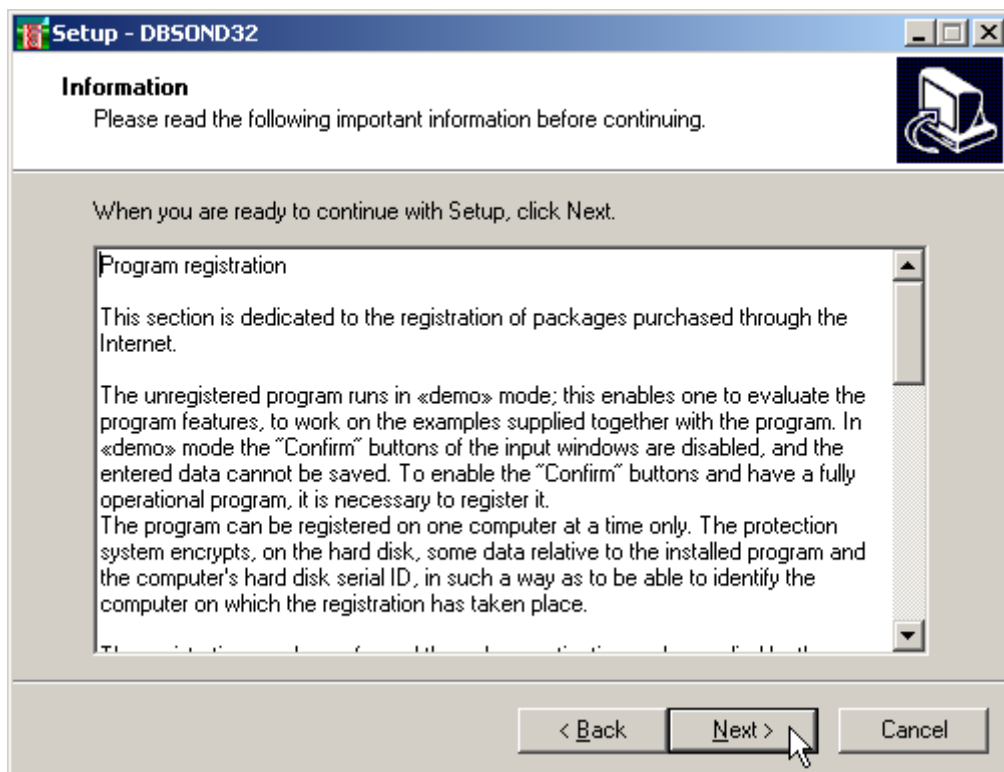 Setup - DBSOND32
Information
Please read the following important information before continuing.
When you are ready to continue with Setup, click Next.
Program registration
This section is dedicated to the registration of packages purchased through the
Internet.
The unregistered program runs in «demo» mode; this enables one to evaluate the
program features, to work on the examples supplied together with the program. In
«demo» mode the "Confirm" buttons of the input windows are disabled, and the
entered data cannot be saved. To enable the "Confirm" buttons and have a fully
operational program, it is necessary to register it.
The program can be registered on one computer at a time only. The protection
system encrypts, on the hard disk, some data relative to the installed program and
the computer's hard disk serial ID, in such a way as to be able to identify the
computer on which the registration has taken place.
< Back
Next >
Cancel